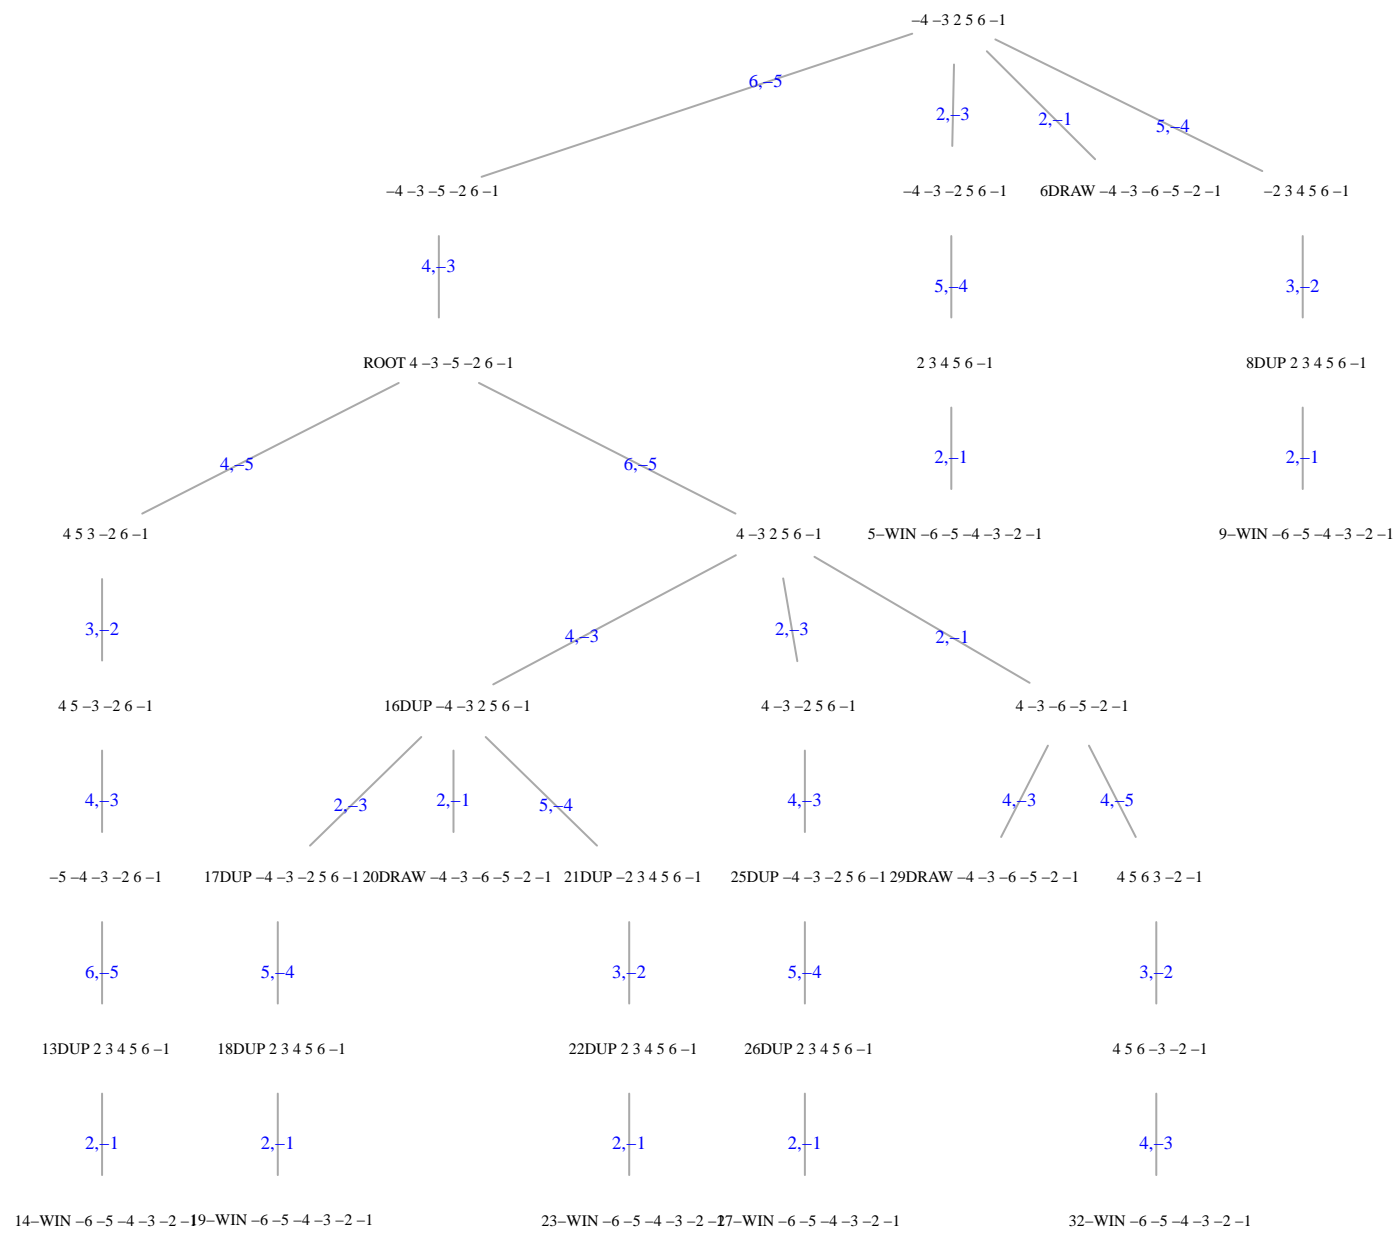 –4 –3 2 5 6 –1
6,–5
2,–3
2,–1
5,–4
–4 –3 –5 –2 6 –1
–4 –3 –2 5 6 –1
6DRAW –4 –3 –6 –5 –2 –1
–2 3 4 5 6 –1
4,–3
5,–4
3,–2
ROOT 4 –3 –5 –2 6 –1
2 3 4 5 6 –1
8DUP 2 3 4 5 6 –1
4,–5
6,–5
2,–1
2,–1
4 5 3 –2 6 –1
4 –3 2 5 6 –1
5–WIN –6 –5 –4 –3 –2 –1
9–WIN –6 –5 –4 –3 –2 –1
3,–2
4,–3
2,–3
2,–1
4 5 –3 –2 6 –1
16DUP –4 –3 2 5 6 –1
4 –3 –2 5 6 –1
4 –3 –6 –5 –2 –1
4,–3
2,–3
2,–1
5,–4
4,–3
4,–3
4,–5
–5 –4 –3 –2 6 –1
17DUP –4 –3 –2 5 6 –1
20DRAW –4 –3 –6 –5 –2 –1
21DUP –2 3 4 5 6 –1
25DUP –4 –3 –2 5 6 –1
29DRAW –4 –3 –6 –5 –2 –1
4 5 6 3 –2 –1
6,–5
5,–4
3,–2
5,–4
3,–2
13DUP 2 3 4 5 6 –1
18DUP 2 3 4 5 6 –1
22DUP 2 3 4 5 6 –1
26DUP 2 3 4 5 6 –1
4 5 6 –3 –2 –1
2,–1
2,–1
2,–1
2,–1
4,–3
14–WIN –6 –5 –4 –3 –2 –1
19–WIN –6 –5 –4 –3 –2 –1
23–WIN –6 –5 –4 –3 –2 –1
27–WIN –6 –5 –4 –3 –2 –1
32–WIN –6 –5 –4 –3 –2 –1